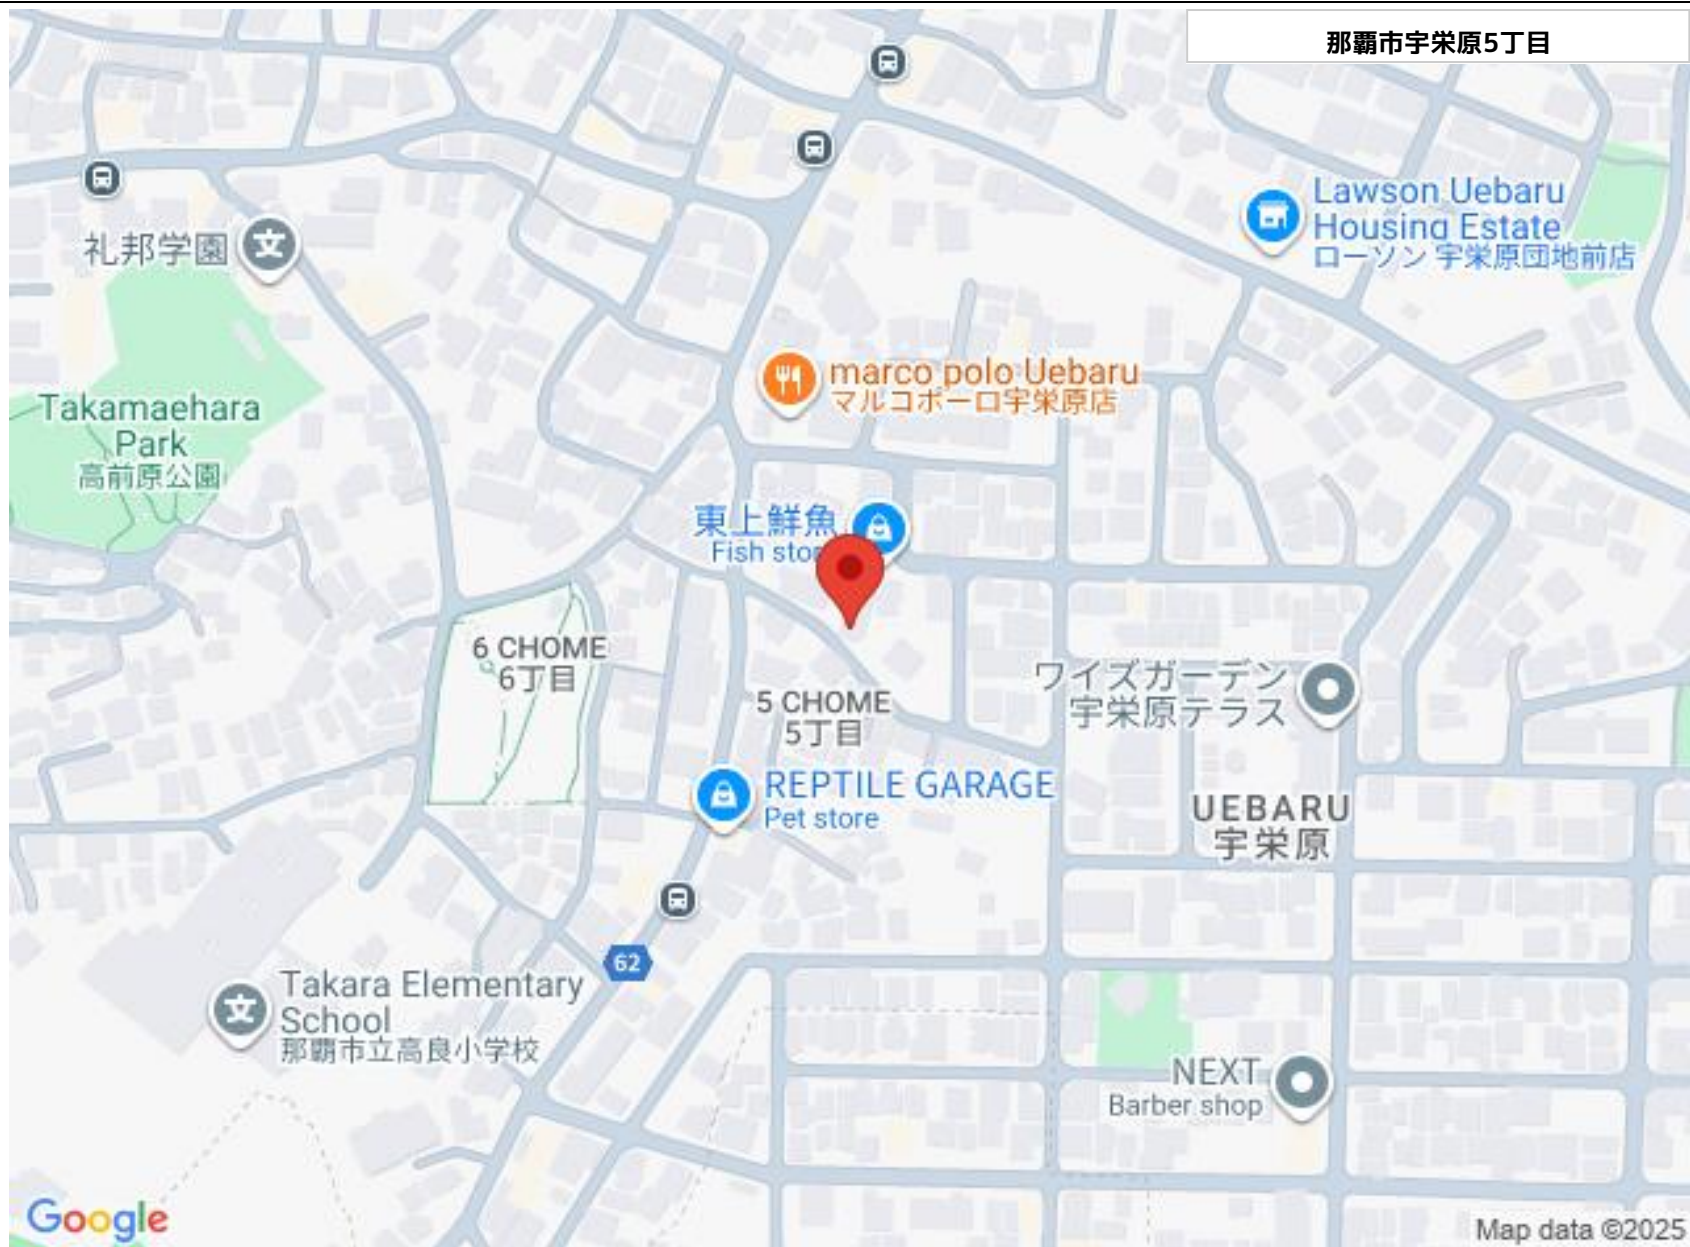 那覇市宇栄原5丁目
Lawson Uebaru
Housing Estate
ローソン 宇栄原団地前店
礼邦学園
marco polo Uebaru
マルコポーロ宇栄原店
Takamaehara
Park
高前原公園
東上鮮魚
Fish stor
6 CHOME
6丁目
5 CHOME
5丁目
ワイズガーデン
宇栄原テラス
REPTILE GARAGE
Pet store
UEBARU
宇栄原
62
Takara Elementary
School
那覇市立高良小学校
NEXT
Barber shop
Google
Map data ©2025